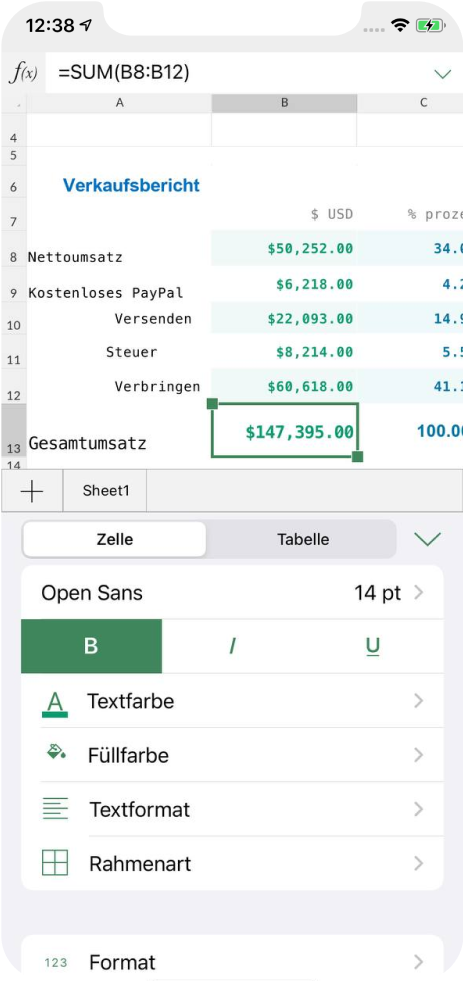 12:38
f(x) =SUM(B8:B12)
A B C
4
5
6 Verkaufsbericht
7 $ USD % proze
8 Nettoumsatz $50,252.00 34.0
9 Kostenloses PayPal $6,218.00 4.2
10 Versenden $22,093.00 14.9
11 Steuer $8,214.00 5.5
12 Verbringen $60,618.00 41.1
13 Gesamtumsatz $147,395.00 100.00
14
Sheet1
Zelle Tabelle
Open Sans 14 pt
B I U
A Textfarbe
Füllfarbe
Textformat
Rahmenart
123 Format